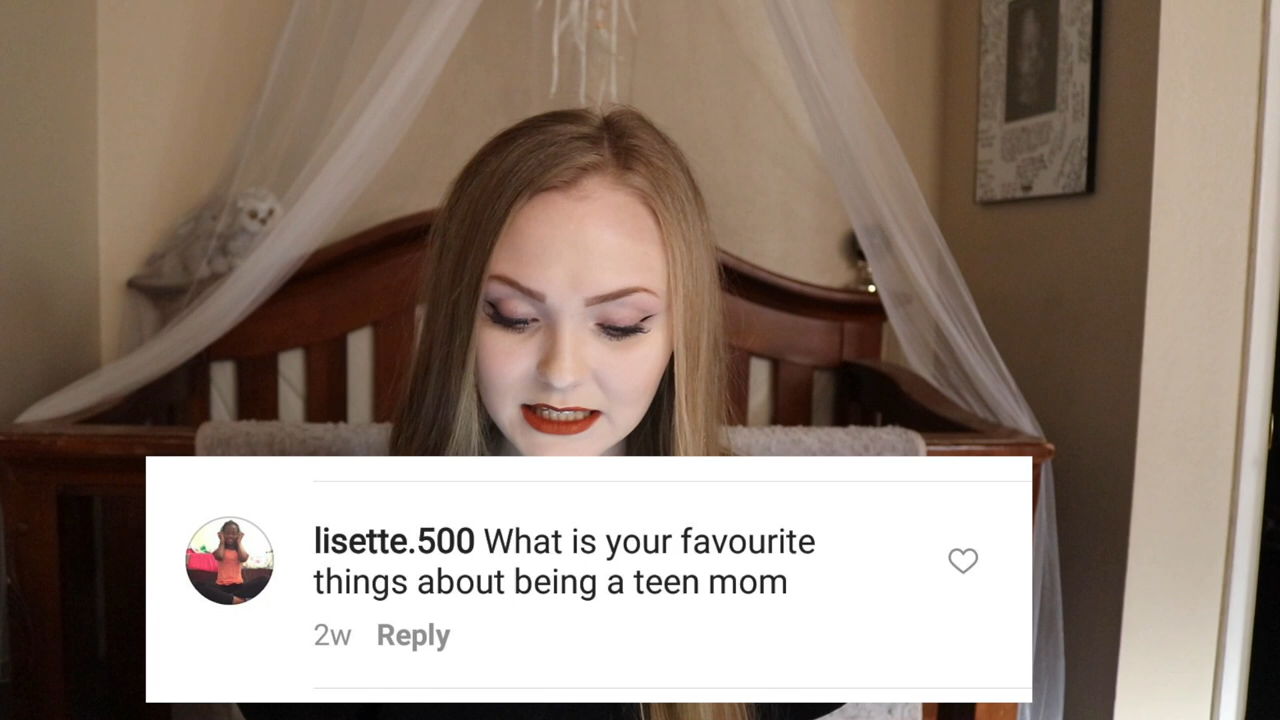 lisette.500 What is your favourite
things about being a teen mom
2w Reply